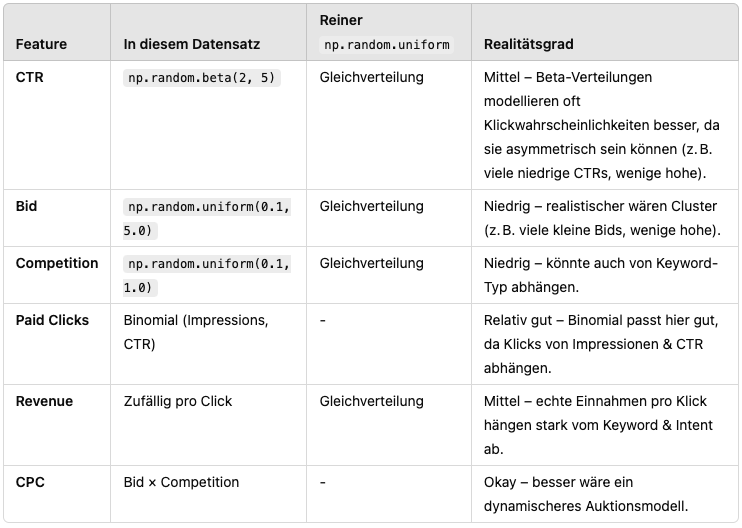 Feature
In diesem Datensatz
Reiner
np.random.uniform
Realitätsgrad
CTR
np.random.beta(2, 5)
Gleichverteilung
Mittel – Beta-Verteilungen
modellieren oft
Klickwahrscheinlichkeiten besser, da
sie asymmetrisch sein können (z. B.
viele niedrige CTRs, wenige hohe).
Bid
np.random.uniform(0.1,
5.0)
Gleichverteilung
Niedrig – realistischer wären Cluster
(z. B. viele kleine Bids, wenige hohe).
Competition
np.random.uniform(0.1,
1.0)
Gleichverteilung
Niedrig – könnte auch von Keyword-
Typ abhängen.
Paid Clicks
Binomial (Impressions,
CTR)
-
Relativ gut – Binomial passt hier gut,
da Klicks von Impressionen & CTR
abhängen.
Revenue
Zufällig pro Click
Gleichverteilung
Mittel – echte Einnahmen pro Klick
hängen stark vom Keyword & Intent
ab.
CPC
Bid × Competition
-
Okay – besser wäre ein
dynamischeres Auktionsmodell.